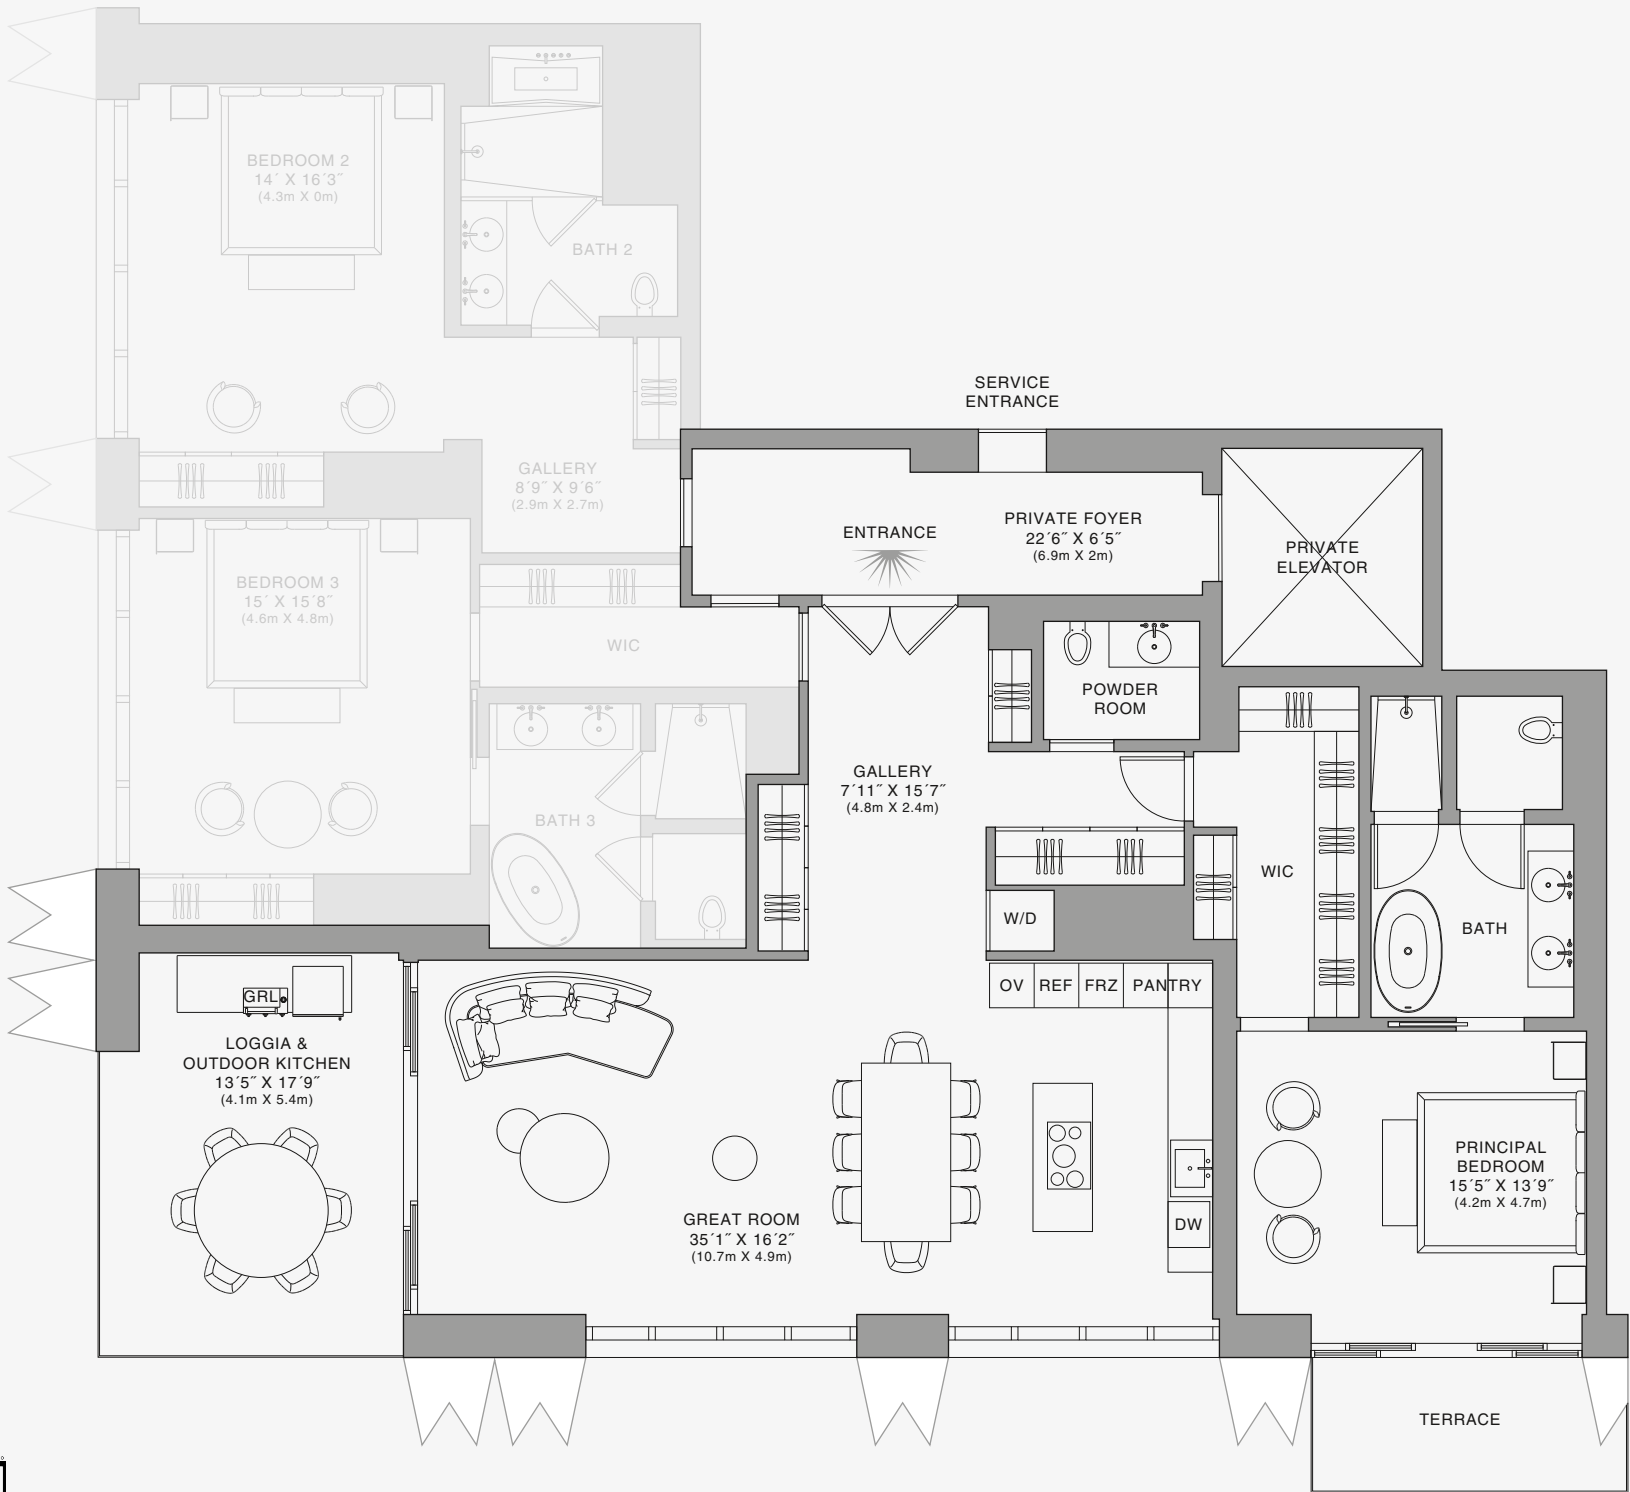 BEDROOM 2
14´ X 16´3˝
(4.3m X 0m)
BATH 2
SERVICE
ENTRANCE
GALLERY
8´9˝ X 9´6˝
(2.9m X 2.7m)
ENTRANCE
PRIVATE FOYER
22´6˝ X 6´5˝
(6.9m X 2m)
PRIVATE
ELEVATOR
BEDROOM 3
15´ X 15´8˝
(4.6m X 4.8m)
WIC
POWDER
ROOM
GALLERY
7´11˝ X 15´7˝
(4.8m X 2.4m)
BATH 3
WIC
W/D
BATH
OV
REF
FRZ
PANTRY
GRL
LOGGIA &
OUTDOOR KITCHEN
13´5˝ X 17´9˝
(4.1m X 5.4m)
PRINCIPAL
BEDROOM
15´5˝ X 13´9˝
(4.2m X 4.7m)
GREAT ROOM
35´1˝ X 16´2˝
(10.7m X 4.9m)
DW
TERRACE